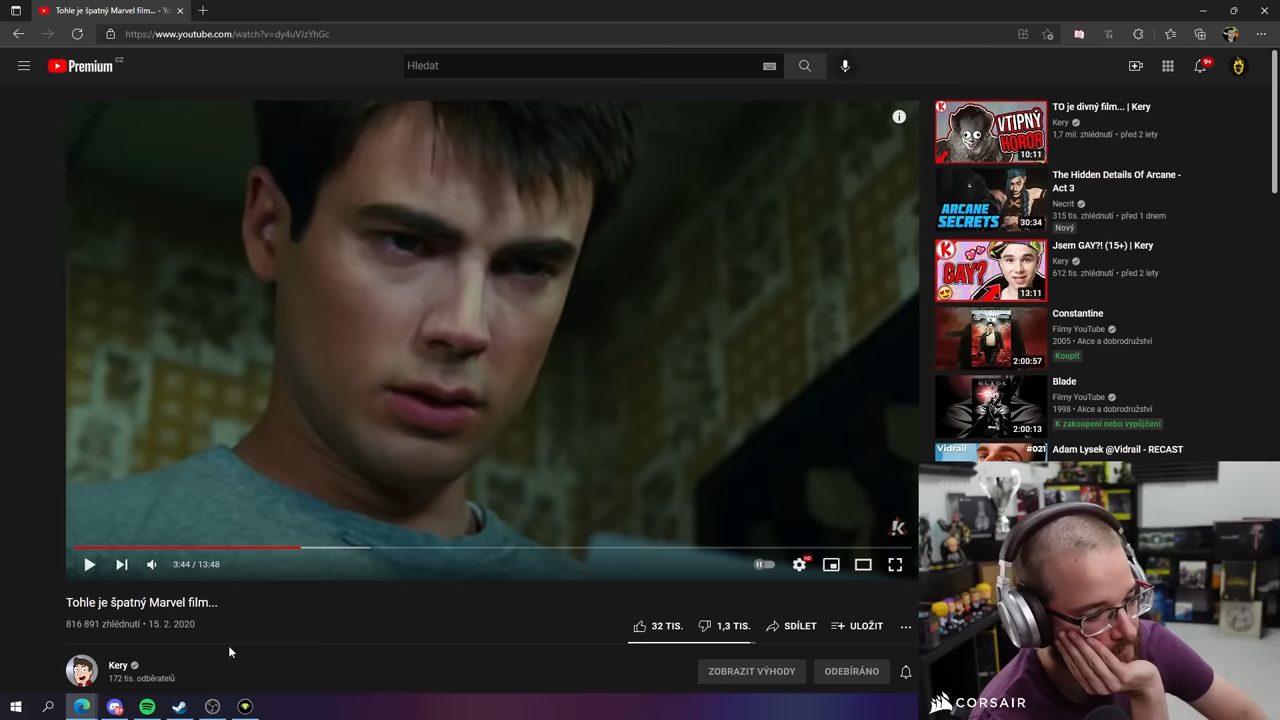 Tohle je špatný Marvel film... - Yo
https://www.youtube.com/watch?v=dy4uVJzYhGc
Premium CZ
Hledat
9+
TO je divný film... | Kery
Kery
1,7 mil. zhlédnutí • před 2 lety
VTIPNÝ
HOROR
10:11
The Hidden Details Of Arcane -
Act 3
Necrit
315 tis. zhlédnutí • před 1 dnem
Nový
ARCANE
SECRETS
30:34
Jsem GAY?! (15+) | Kery
Kery
612 tis. zhlédnutí • před 2 lety
GAY?
13:11
Constantine
Filmy YouTube
2005 • Akce a dobrodružství
Koupit
2:00:57
Blade
Filmy YouTube
1998 • Akce a dobrodružství
K zakoupení nebo vypůjčení
BLADE
2:00:13
Adam Lysek @Vidrail - RECAST
Vidrail
#021
3:44 / 13:48
HD
Tohle je špatný Marvel film...
816 891 zhlédnutí • 15. 2. 2020
32 TIS.
1,3 TIS.
SDÍLET
ULOŽIT
Kery
172 tis. odběratelů
ZOBRAZIT VÝHODY
ODEBÍRÁNO
CORSAIR